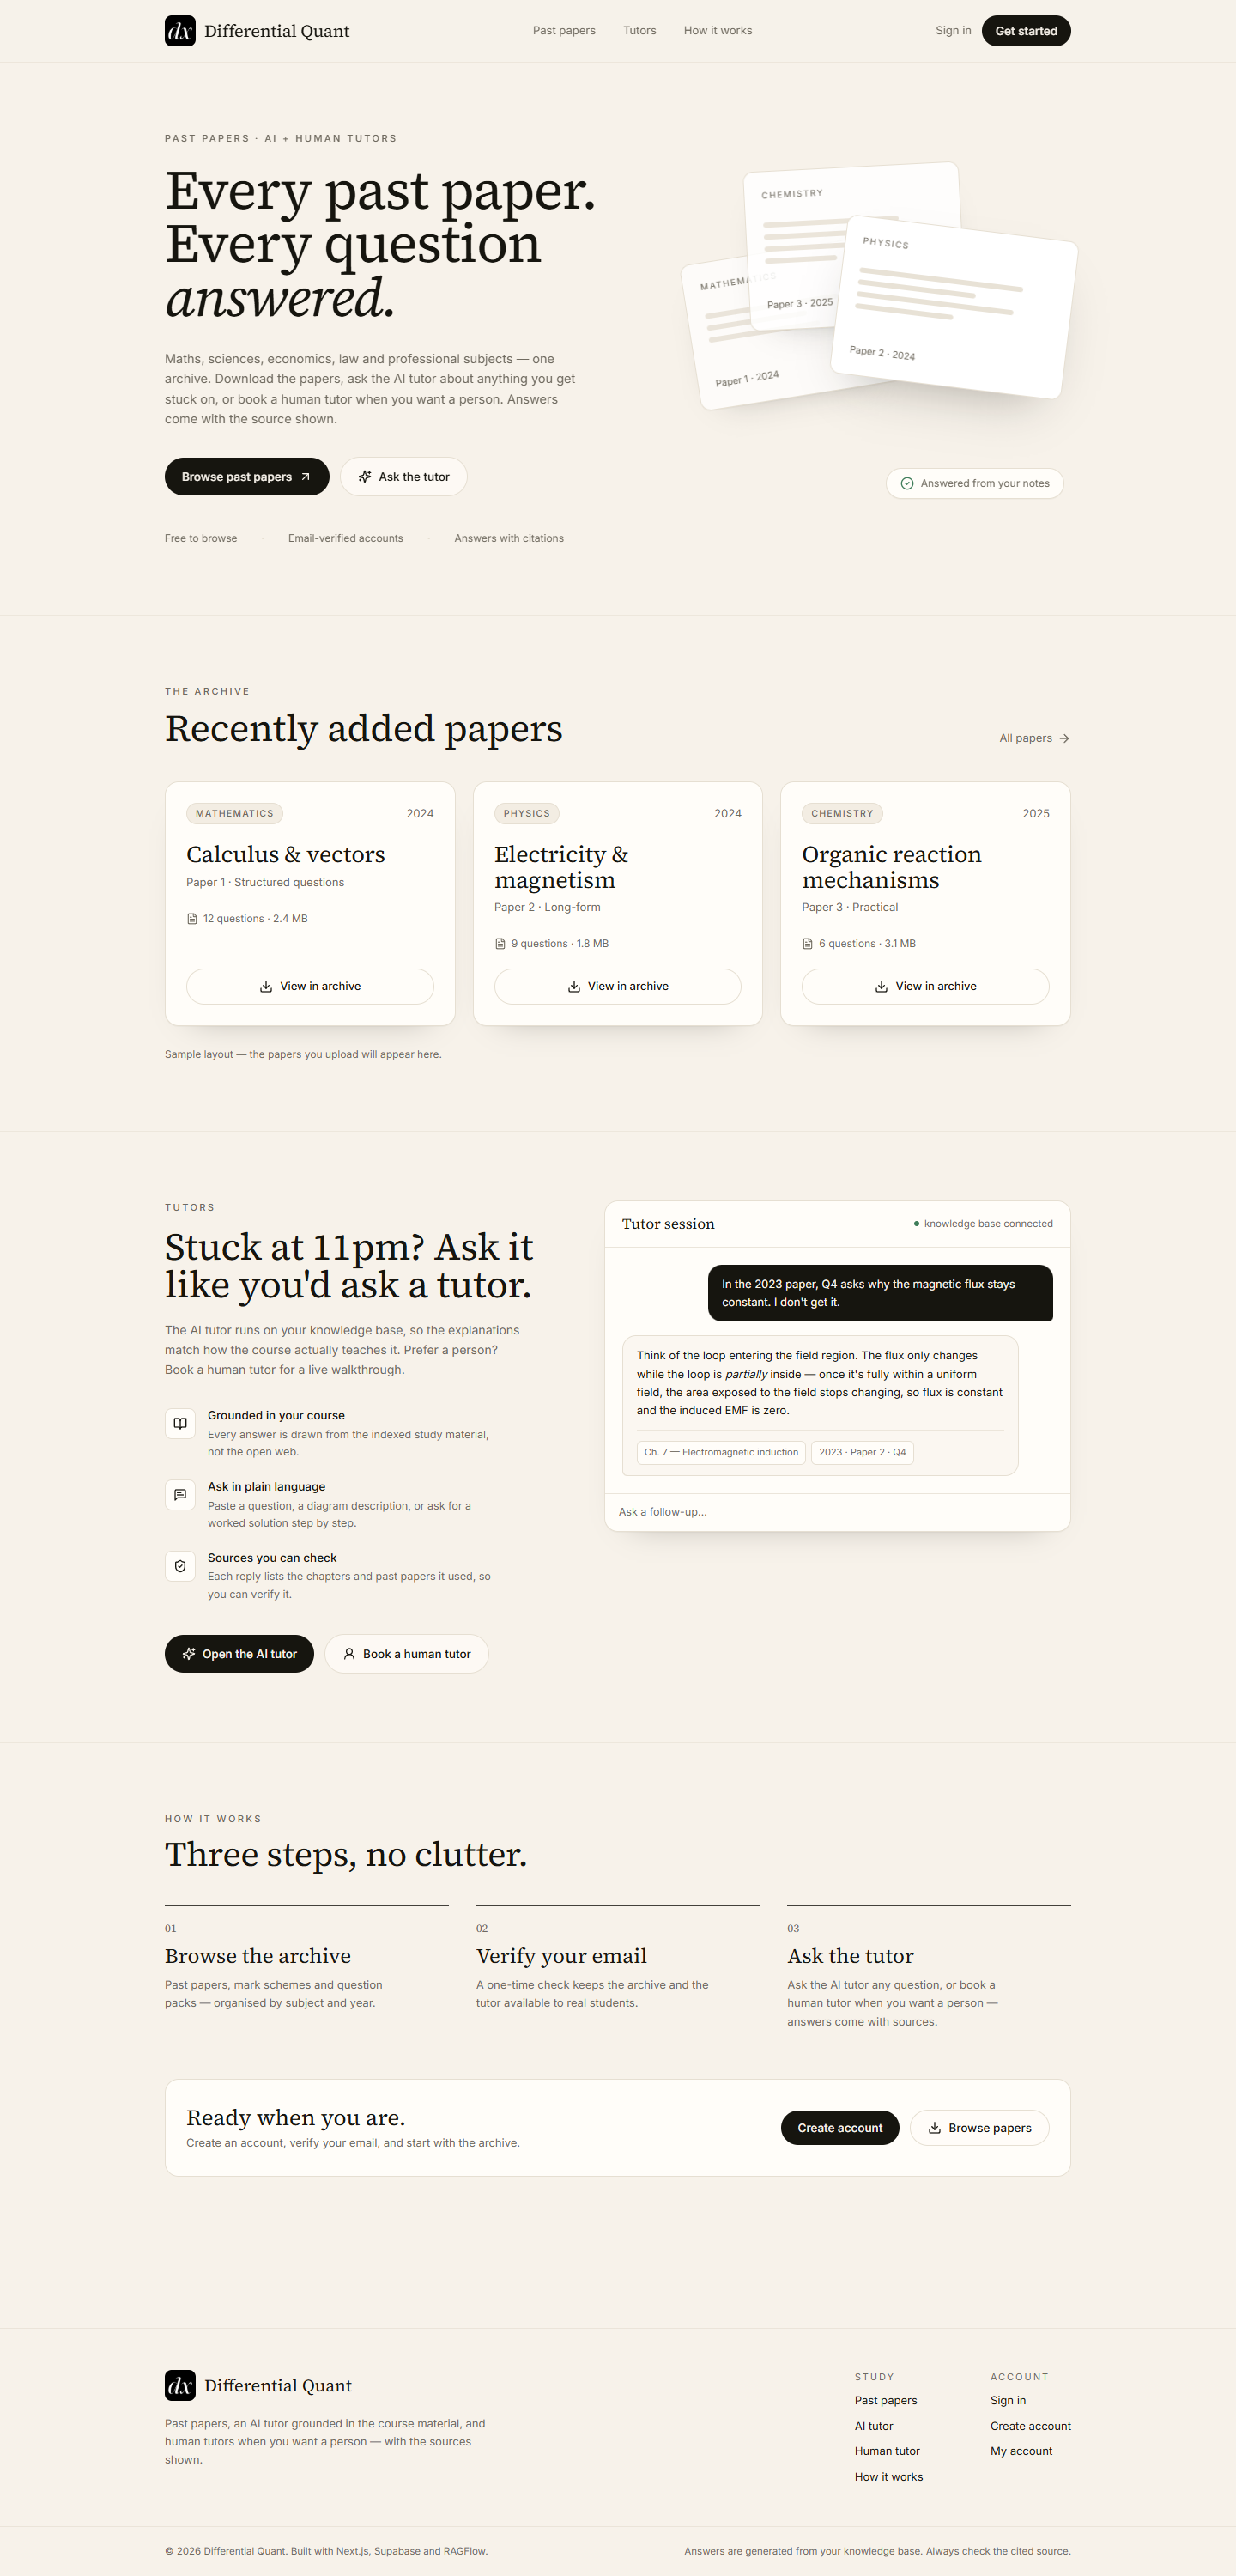 dx Differential Quant
Past papers
Tutors
How it works
Sign in
Get started
PAST PAPERS · AI + HUMAN TUTORS
Every past paper.
Every question
answered.
Maths, sciences, economics, law and professional subjects — one
archive. Download the papers, ask the AI tutor about anything you get
stuck on, or book a human tutor when you want a person. Answers
come with the source shown.
Browse past papers
Ask the tutor
Free to browse · Email-verified accounts · Answers with citations
CHEMISTRY
Paper 3 · 2025
PHYSICS
Paper 2 · 2024
MATHEMATICS
Paper 1 · 2024
Answered from your notes
THE ARCHIVE
Recently added papers
All papers
MATHEMATICS
2024
Calculus & vectors
Paper 1 · Structured questions
12 questions · 2.4 MB
View in archive
PHYSICS
2024
Electricity &
magnetism
Paper 2 · Long-form
9 questions · 1.8 MB
View in archive
CHEMISTRY
2025
Organic reaction
mechanisms
Paper 3 · Practical
6 questions · 3.1 MB
View in archive
Sample layout — the papers you upload will appear here.
TUTORS
Stuck at 11pm? Ask it
like you'd ask a tutor.
The AI tutor runs on your knowledge base, so the explanations
match how the course actually teaches it. Prefer a person?
Book a human tutor for a live walkthrough.
Grounded in your course
Every answer is drawn from the indexed study material,
not the open web.
Ask in plain language
Paste a question, a diagram description, or ask for a
worked solution step by step.
Sources you can check
Each reply lists the chapters and past papers it used, so
you can verify it.
Open the AI tutor
Book a human tutor
Tutor session
knowledge base connected
In the 2023 paper, Q4 asks why the magnetic flux stays
constant. I don't get it.
Think of the loop entering the field region. The flux only changes
while the loop is partially inside — once it's fully within a uniform
field, the area exposed to the field stops changing, so flux is constant
and the induced EMF is zero.
Ch. 7 — Electromagnetic induction
2023 · Paper 2 · Q4
Ask a follow-up...
HOW IT WORKS
Three steps, no clutter.
01
Browse the archive
Past papers, mark schemes and question
packs — organised by subject and year.
02
Verify your email
A one-time check keeps the archive and the
tutor available to real students.
03
Ask the tutor
Ask the AI tutor any question, or book a
human tutor when you want a person —
answers come with sources.
Ready when you are.
Create an account, verify your email, and start with the archive.
Create account
Browse papers
dx Differential Quant
Past papers, an AI tutor grounded in the course material, and
human tutors when you want a person — with the sources
shown.
STUDY
Past papers
AI tutor
Human tutor
How it works
ACCOUNT
Sign in
Create account
My account
© 2026 Differential Quant. Built with Next.js, Supabase and RAGFlow.
Answers are generated from your knowledge base. Always check the cited source.